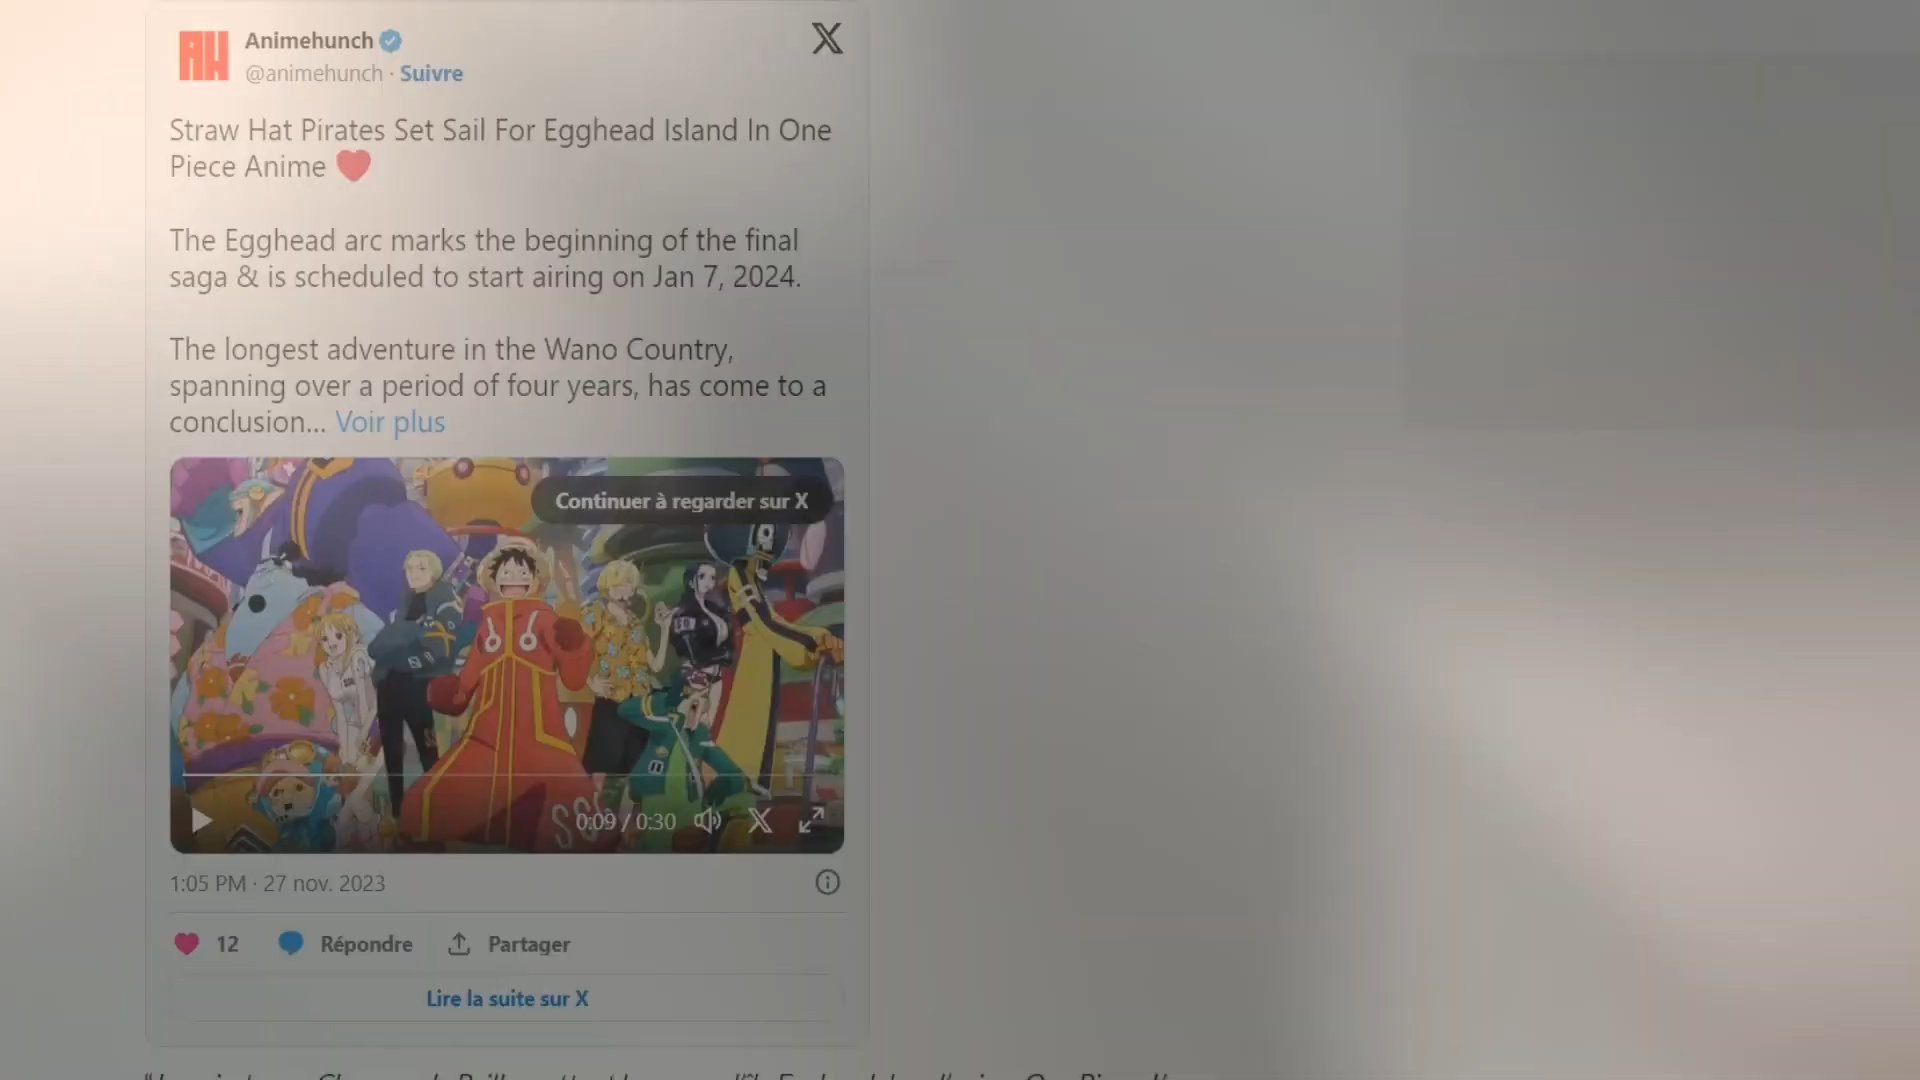 AH
Animehunch
@animehunch · Suivre
Straw Hat Pirates Set Sail For Egghead Island In One
Piece Anime ❤️
The Egghead arc marks the beginning of the final
saga & is scheduled to start airing on Jan 7, 2024.
The longest adventure in the Wano Country,
spanning over a period of four years, has come to a
conclusion... Voir plus
Continuer à regarder sur X
0:09 / 0:30
1:05 PM · 27 nov. 2023
12 Répondre Partager
Lire la suite sur X